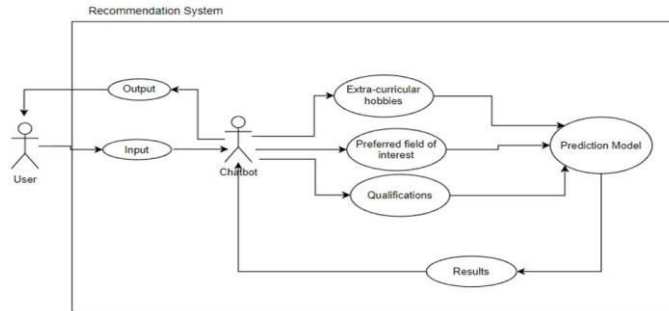 Recommendation System
Output
Input
User
Chatbot
Extra-curricular
hobbies
Preferred field of
interest
Qualifications
Prediction Model
Results